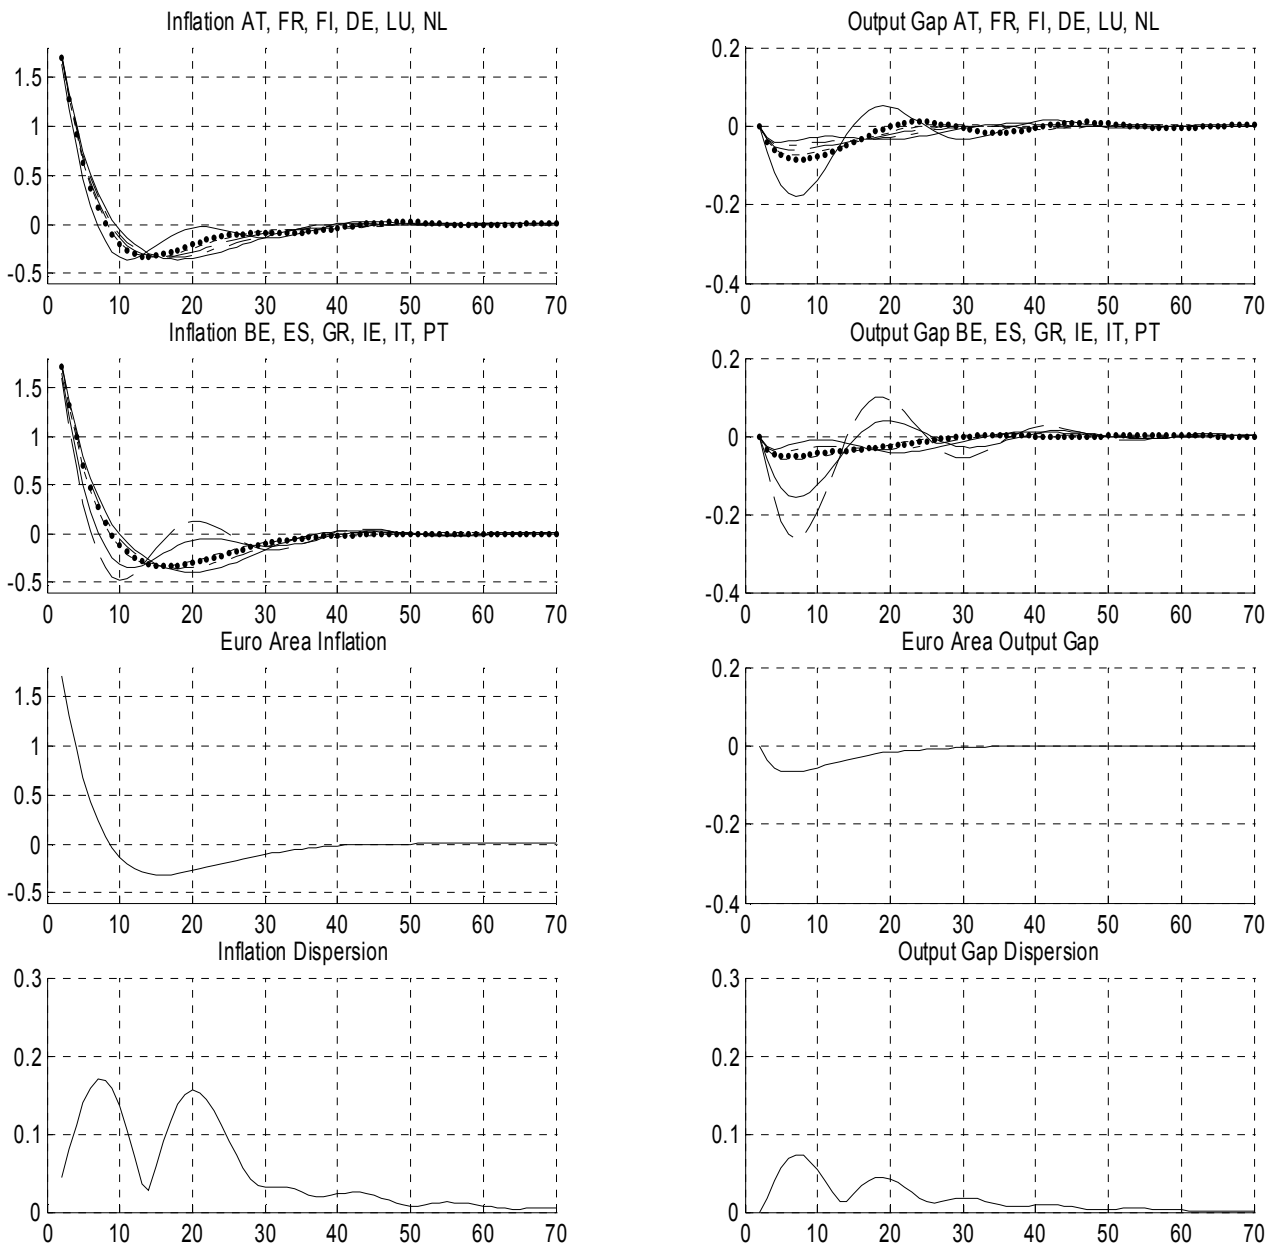 Inflation AT, FR, FI, DE, LU, NL
1.5
1
0.5
0
-0.5
0 10 20 30 40 50 60 70
Output Gap AT, FR, FI, DE, LU, NL
0.2
0
-0.2
-0.4
0 10 20 30 40 50 60 70
Inflation BE, ES, GR, IE, IT, PT
1.5
1
0.5
0
-0.5
0 10 20 30 40 50 60 70
Output Gap BE, ES, GR, IE, IT, PT
0.2
0
-0.2
-0.4
0 10 20 30 40 50 60 70
Euro Area Inflation
1.5
1
0.5
0
-0.5
0 10 20 30 40 50 60 70
Euro Area Output Gap
0.2
0
-0.2
-0.4
0 10 20 30 40 50 60 70
Inflation Dispersion
0.3
0.2
0.1
0
0 10 20 30 40 50 60 70
Output Gap Dispersion
0.3
0.2
0.1
0
0 10 20 30 40 50 60 70